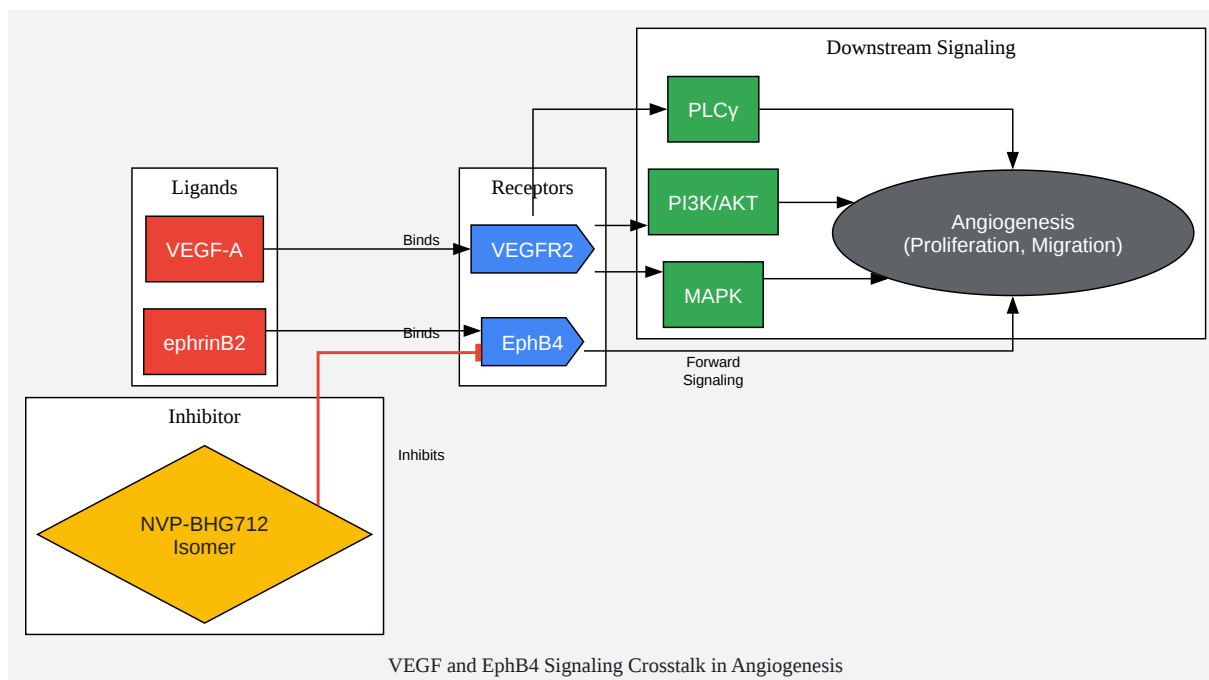 Downstream Signaling
PLCγ
Ligands
Receptors
PI3K/AKT
VEGF-A
Binds
VEGFR2
Angiogenesis
(Proliferation, Migration)
MAPK
ephrinB2
Binds
EphB4
Forward
Signaling
Inhibitor
Inhibits
NVP-BHG712
Isomer
VEGF and EphB4 Signaling Crosstalk in Angiogenesis